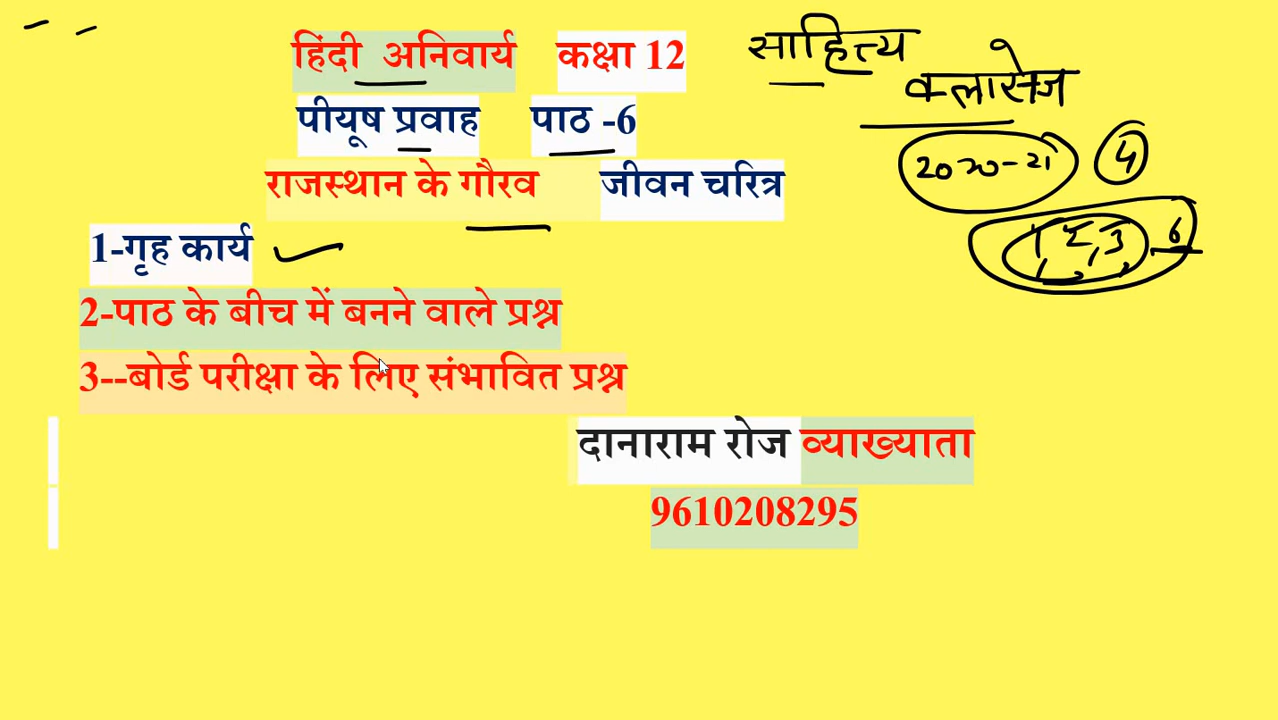 हिंदी अनिवार्य कक्षा 12
साहित्य
क्लासेज
पीयूष प्रवाह पाठ -6
2020-21 4
राजस्थान के गौरव जीवन चरित्र
1 2, 3 6
1-गृह कार्य
2-पाठ के बीच में बनने वाले प्रश्न
3--बोर्ड परीक्षा के लिए संभावित प्रश्न
दानाराम रोज व्याख्याता
9610208295